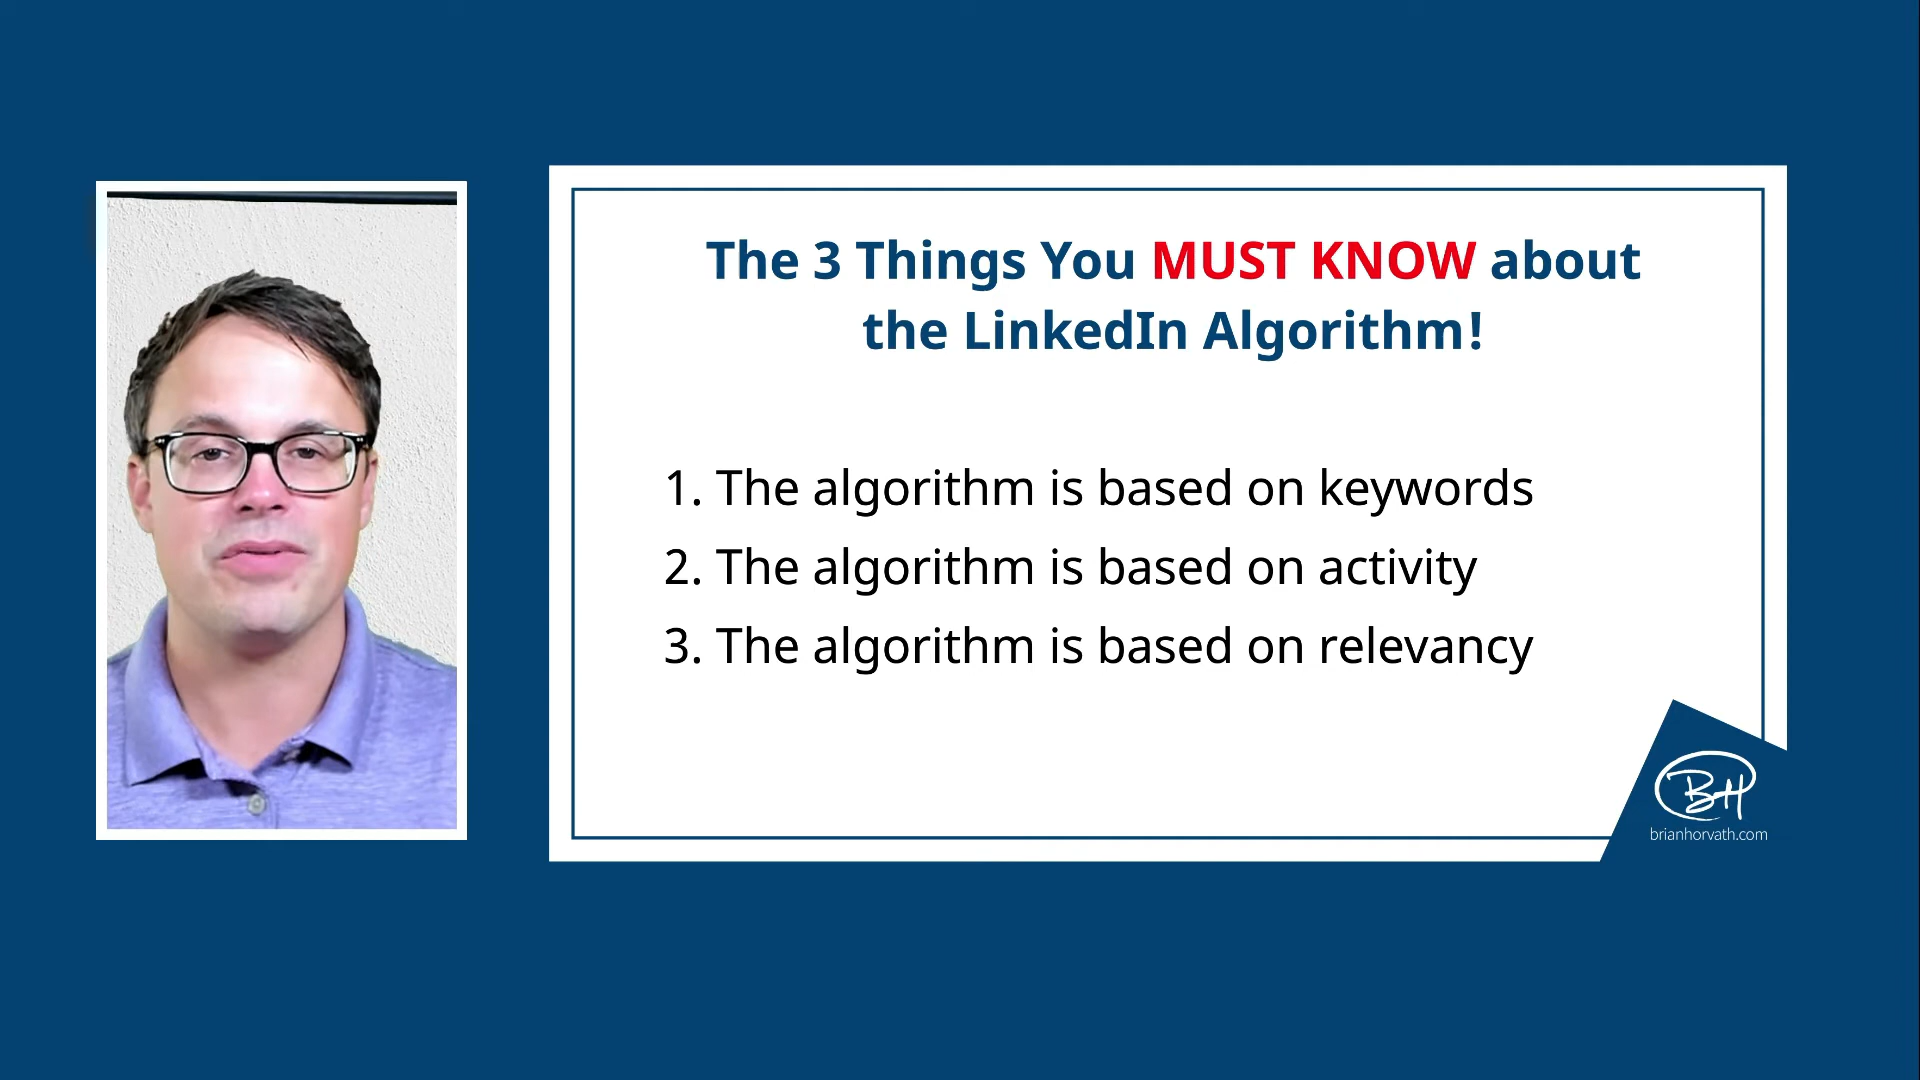 The 3 Things You MUST KNOW about
the LinkedIn Algorithm!
1. The algorithm is based on keywords
2. The algorithm is based on activity
3. The algorithm is based on relevancy
BH
brianhorvath.com